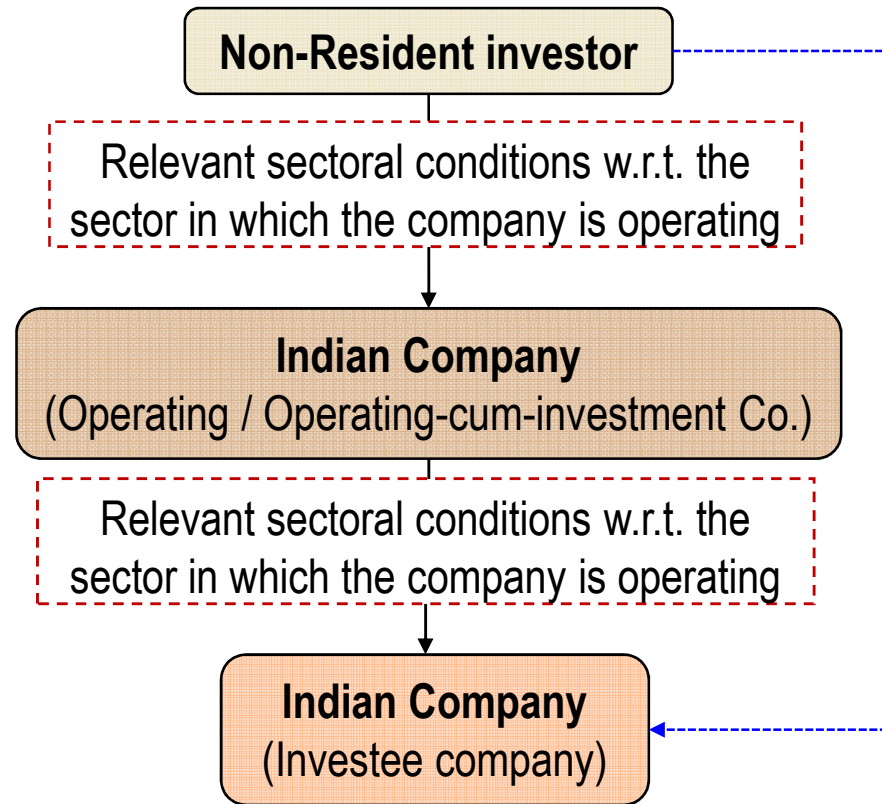 Non-Resident investor
Relevant sectoral conditions w.r.t. the
sector in which the company is operating
Indian Company
(Operating / Operating-cum-investment Co.)
Relevant sectoral conditions w.r.t. the
sector in which the company is operating
Indian Company
(Investee company)